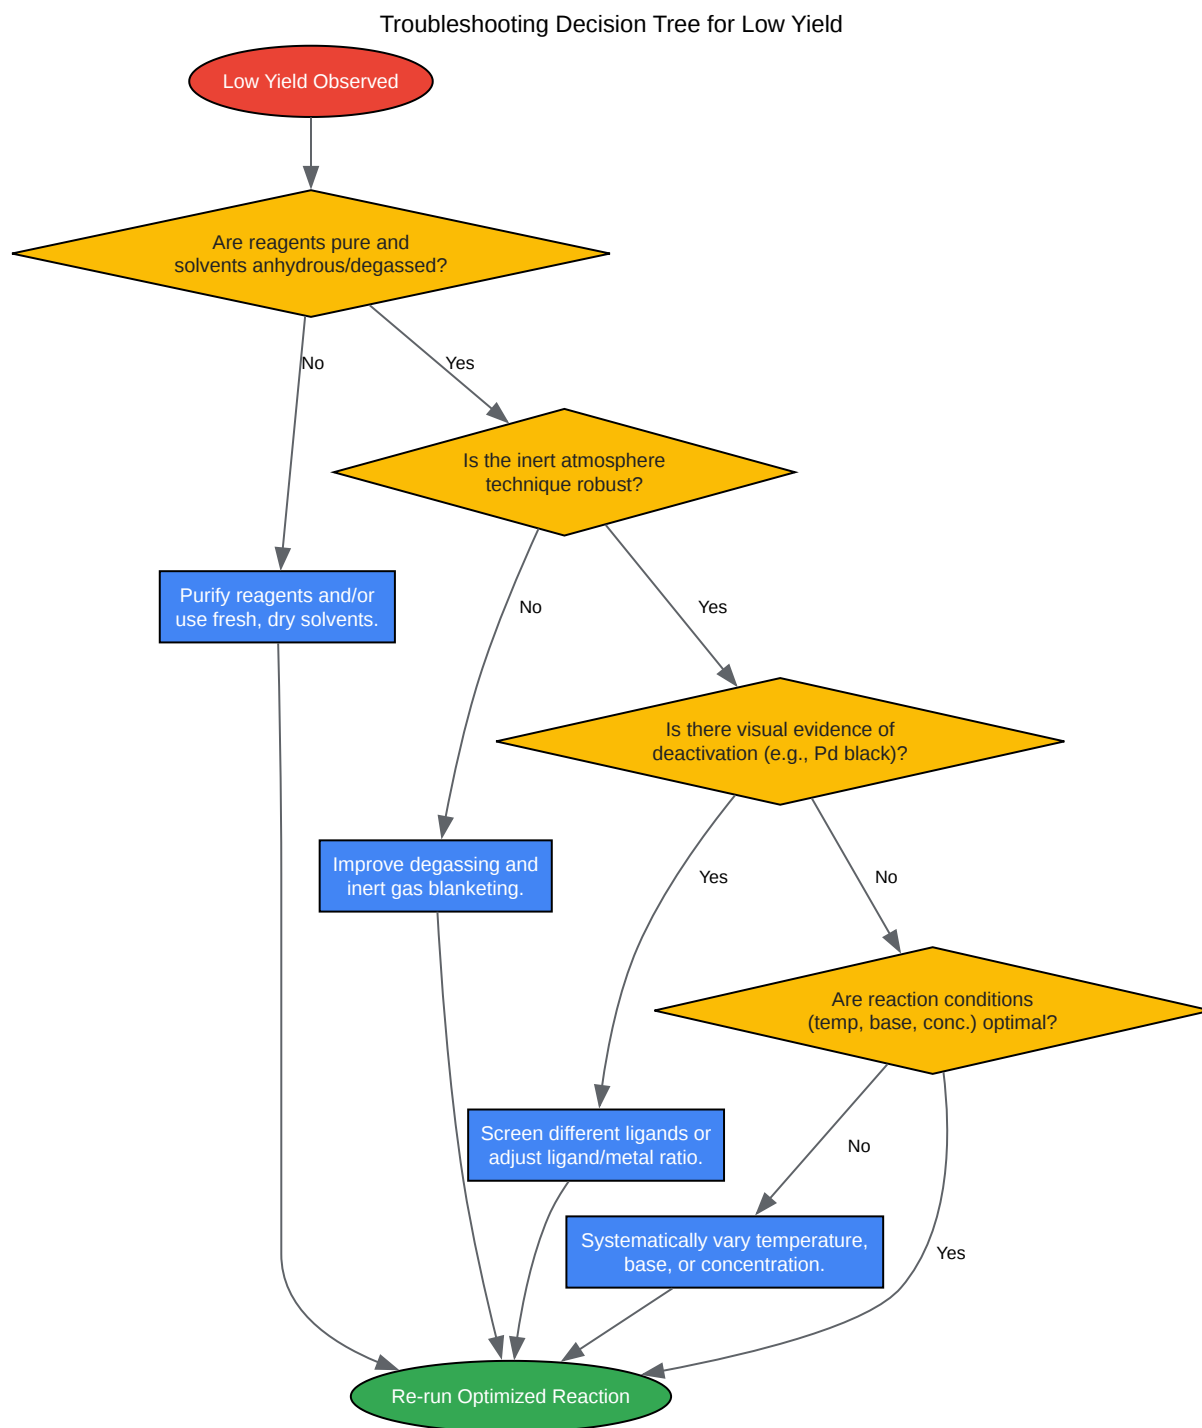 Troubleshooting Decision Tree for Low Yield
Low Yield Observed
Are reagents pure and
solvents anhydrous/degassed?
No
Yes
Is the inert atmosphere
technique robust?
Purify reagents and/or
use fresh, dry solvents.
No
Yes
Is there visual evidence of
deactivation (e.g., Pd black)?
Improve degassing and
inert gas blanketing.
Yes
No
Are reaction conditions
(temp, base, conc.) optimal?
Screen different ligands or
adjust ligand/metal ratio.
No
Systematically vary temperature,
base, or concentration.
Yes
Re-run Optimized Reaction